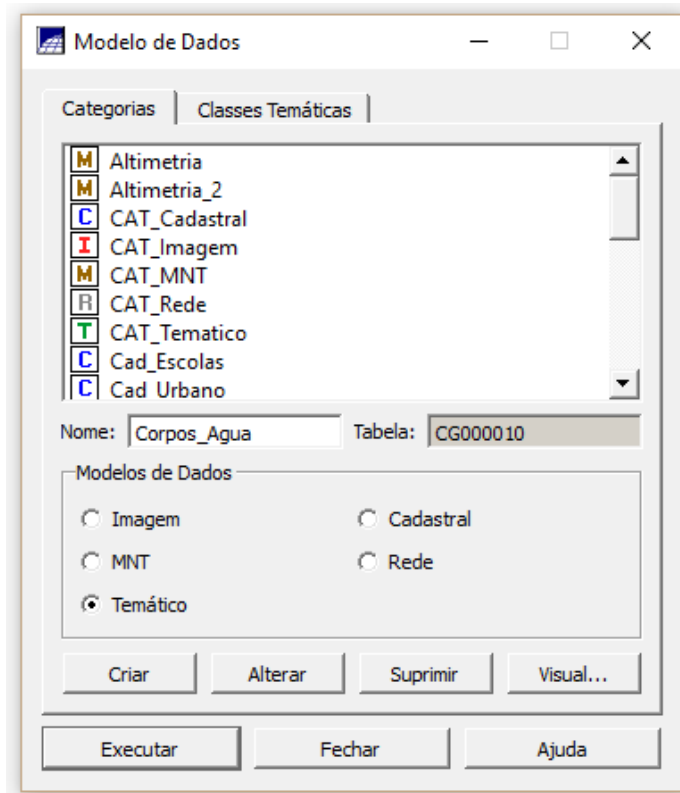 Modelo de Dados
Categorias Classes Temáticas
M Altimetria
M Altimetria_2
C CAT_Cadastral
I CAT_Imagem
M CAT_MNT
R CAT_Rede
T CAT_Tematico
C Cad_Escolas
C Cad_Urbano
Nome: Corpos_Agua Tabela: CG000010
Modelos de Dados
Imagem Cadastral
MNT Rede
Temático
Criar Alterar Suprimir Visual...
Executar Fechar Ajuda